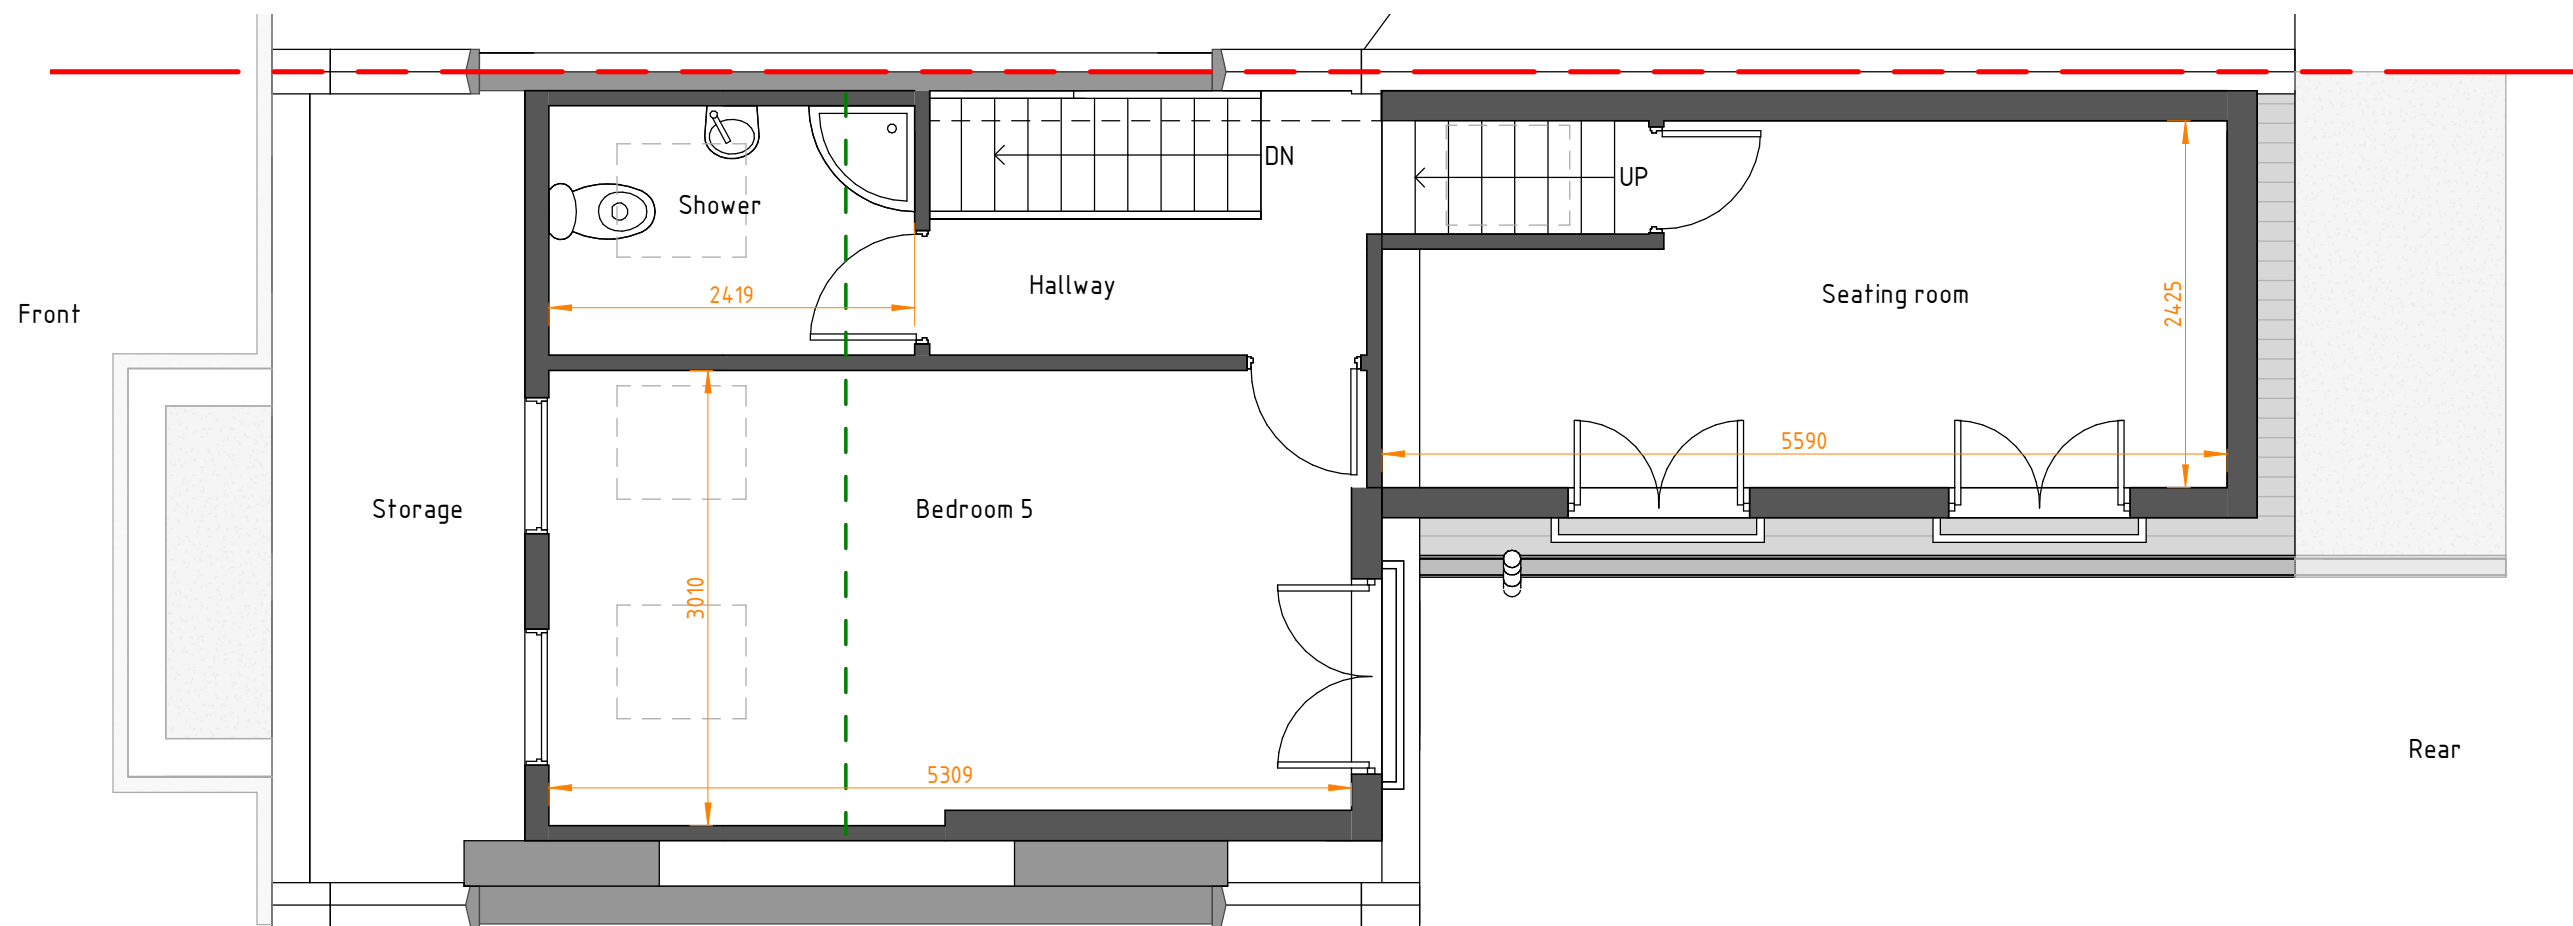 DN
UP
Shower
Hallway
2419
Seating room
2425
Front
5590
Storage
Bedroom 5
3010
Rear
5309